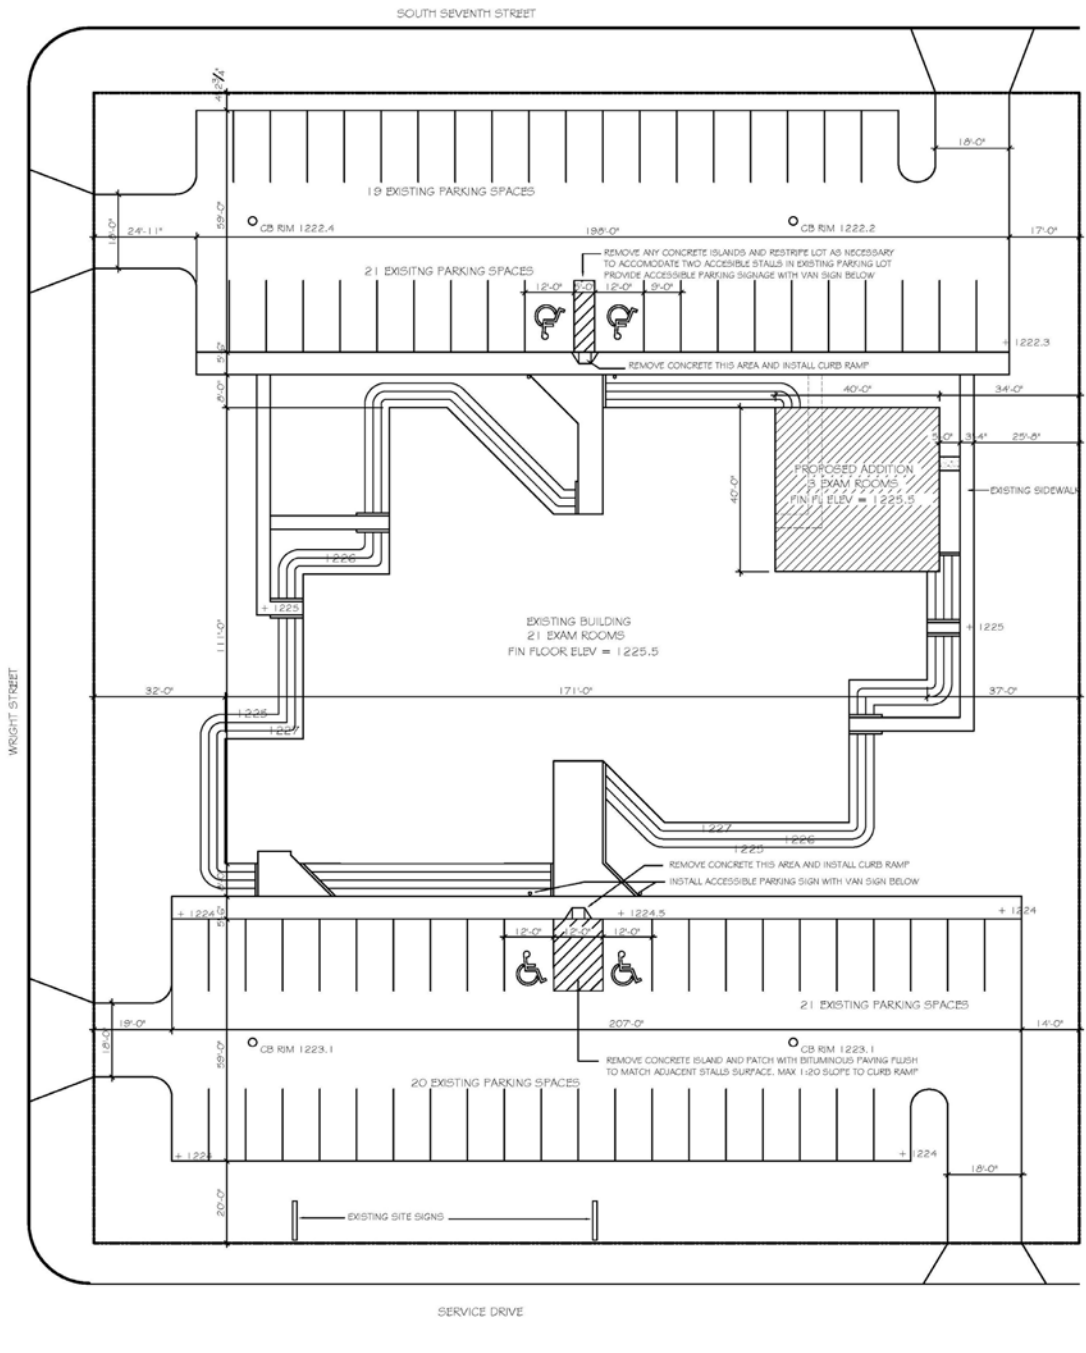 SOUTH SEVENTH STREET
18'-0"
19 EXISTING PARKING SPACES
59'-0"
18'-0"
CB RIM 1222.4
CB RIM 1222.2
24'-11"
198'-0"
17'-0"
REMOVE ANY CONCRETE ISLANDS AND RESTRIPE LOT AS NECESSARY
TO ACCOMODATE TWO ACCESIBLE STALLS IN EXISTING PARKING LOT
PROVIDE ACCESSIBLE PARKING SIGNAGE WITH VAN SIGN BELOW
21 EXISITNG PARKING SPACES
12'-0"
12'-0"
9'-0"
+ 1222.3
REMOVE CONCRETE THIS AREA AND INSTALL CURB RAMP
8'-0"
40'-0"
34'-0"
25'-8"
PROPOSED ADDITION
3 EXAM ROOMS
FIN FL ELEV = 1225.5
40'-0"
EXISTING SIDEWALK
1226
+ 1225
EXISTING BUILDING
21 EXAM ROOMS
FIN FLOOR ELEV = 1225.5
+ 1225
111'-0"
WRIGHT STREET
32'-0"
171'-0"
37'-0"
1225
1227
1227
1226
1225
REMOVE CONCRETE THIS AREA AND INSTALL CURB RAMP
INSTALL ACCESSIBLE PARKING SIGN WITH VAN SIGN BELOW
+ 1224
+ 1224.5
+ 1224
12'-0"
12'-0"
12'-0"
21 EXISTING PARKING SPACES
19'-0"
207'-0"
14'-0"
18'-0"
59'-0"
CB RIM 1223.1
CB RIM 1223.1
REMOVE CONCRETE ISLAND AND PATCH WITH BITUMINOUS PAVING FLUSH
TO MATCH ADJACENT STALLS SURFACE. MAX 1:20 SLOPE TO CURB RAMP
20 EXISTING PARKING SPACES
+ 1224
+ 1224
18'-0"
20'-0"
EXISTING SITE SIGNS
SERVICE DRIVE